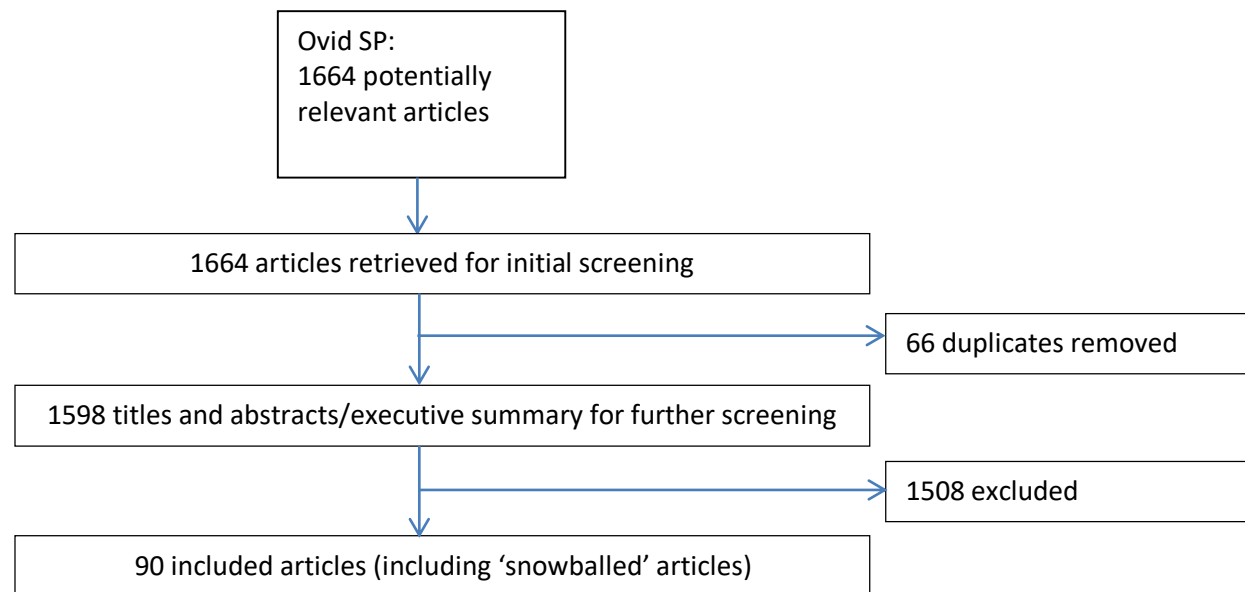 Ovid SP:
1664 potentially
relevant articles
1664 articles retrieved for initial screening
66 duplicates removed
1598 titles and abstracts/executive summary for further screening
1508 excluded
90 included articles (including ‘snowballed’ articles)